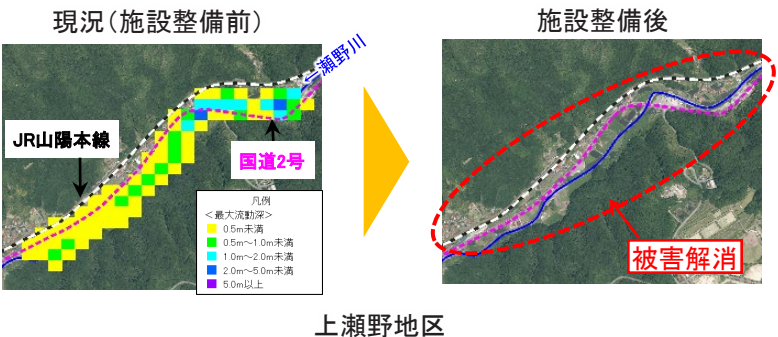 現況(施設整備前)
施設整備後
←瀬野川
JR山陽本線
国道2号
凡例
<最大流動深>
0.5m未満
0.5m~1.0m未満
1.0m~2.0m未満
2.0m~5.0m未満
5.0m以上
被害解消
上瀬野地区